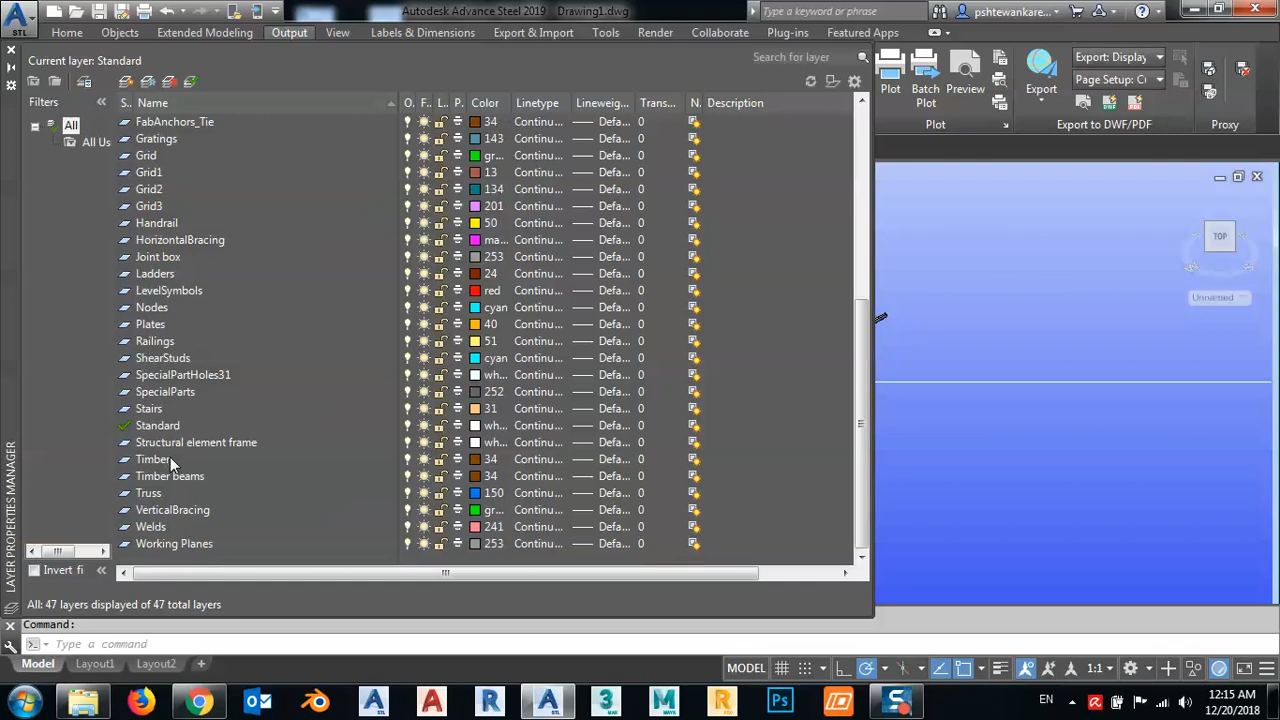 Autodesk Advance Steel 2019 Drawing1.dwg
Type a keyword or phrase
pshtewankare...
STL
Home Objects Extended Modeling Output View Labels & Dimensions Export & Import Tools Render Collaborate Plug-ins Featured Apps
Current layer: Standard
Search for layer
Plot Batch Plot Preview
Export
Export: Display
Page Setup: Ci
Plot Export to DWF/PDF Proxy
Filters
All
All Us
S.. Name O. F.. L.. P.. Color Linetype Lineweig... Trans... N. Description
FabAnchors_Tie 34 Continu... Defa... 0
Gratings 143 Continu... Defa... 0
Grid gr... Continu... Defa... 0
Grid1 13 Continu... Defa... 0
Grid2 134 Continu... Defa... 0
Grid3 201 Continu... Defa... 0
Handrail 50 Continu... Defa... 0
HorizontalBracing ma... Continu... Defa... 0
Joint box 253 Continu... Defa... 0
Ladders 24 Continu... Defa... 0
LevelSymbols red Continu... Defa... 0
Nodes cyan Continu... Defa... 0
Plates 40 Continu... Defa... 0
Railings 51 Continu... Defa... 0
ShearStuds cyan Continu... Defa... 0
SpecialPartHoles31 wh... Continu... Defa... 0
SpecialParts 252 Continu... Defa... 0
Stairs 31 Continu... Defa... 0
Standard wh... Continu... Defa... 0
Structural element frame wh... Continu... Defa... 0
Timber 34 Continu... Defa... 0
Timber beams 34 Continu... Defa... 0
Truss 150 Continu... Defa... 0
VerticalBracing gr... Continu... Defa... 0
Welds 241 Continu... Defa... 0
Working Planes 253 Continu... Defa... 0
TOP
Unnamed
LAYER PROPERTIES MANAGER
Invert fi
All: 47 layers displayed of 47 total layers
Command:
Type a command
Model Layout1 Layout2 +
MODEL 1:1
EN 12:15 AM
12/20/2018